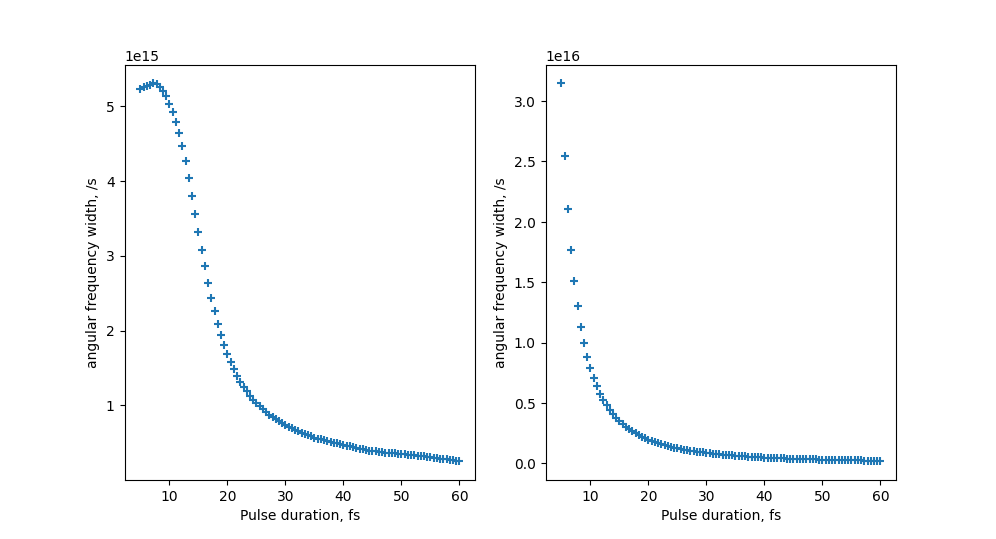 1e15
5
4
3
2
1
angular frequency width, /s
10 20 30 40 50 60
Pulse duration, fs
1e16
3.0
2.5
2.0
1.5
1.0
0.5
0.0
angular frequency width, /s
10 20 30 40 50 60
Pulse duration, fs